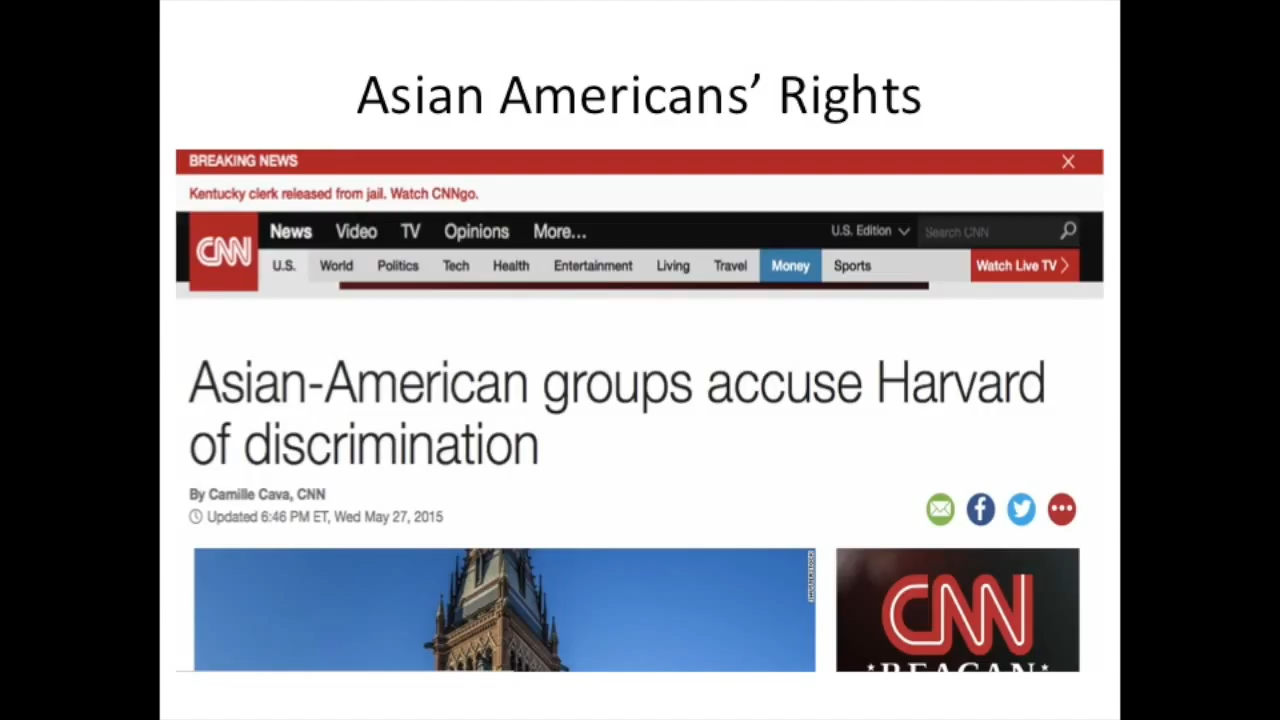 Asian Americans’ Rights
BREAKING NEWS
Kentucky clerk released from jail. Watch CNNgo.
CNN
News Video TV Opinions More... U.S. Edition Search CNN
U.S. World Politics Tech Health Entertainment Living Travel Money Sports Watch Live TV
Asian-American groups accuse Harvard
of discrimination
By Camille Cava, CNN
Updated 6:46 PM ET, Wed May 27, 2015
CNN
REAGAN